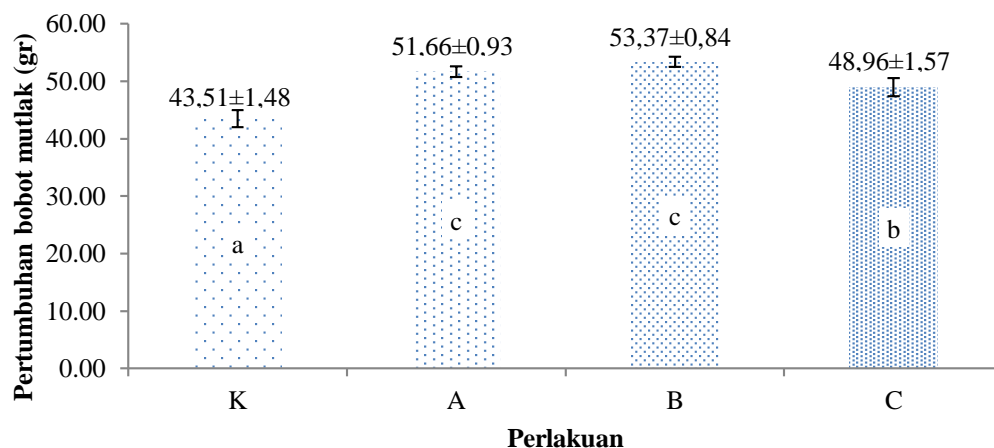 Pertumbuhan bobot mutlak (gr)
60.00
50.00
40.00
30.00
20.00
10.00
0.00
43,51±1,48
51,66±0,93
53,37±0,84
48,96±1,57
a
c
c
b
K
A
B
C
Perlakuan